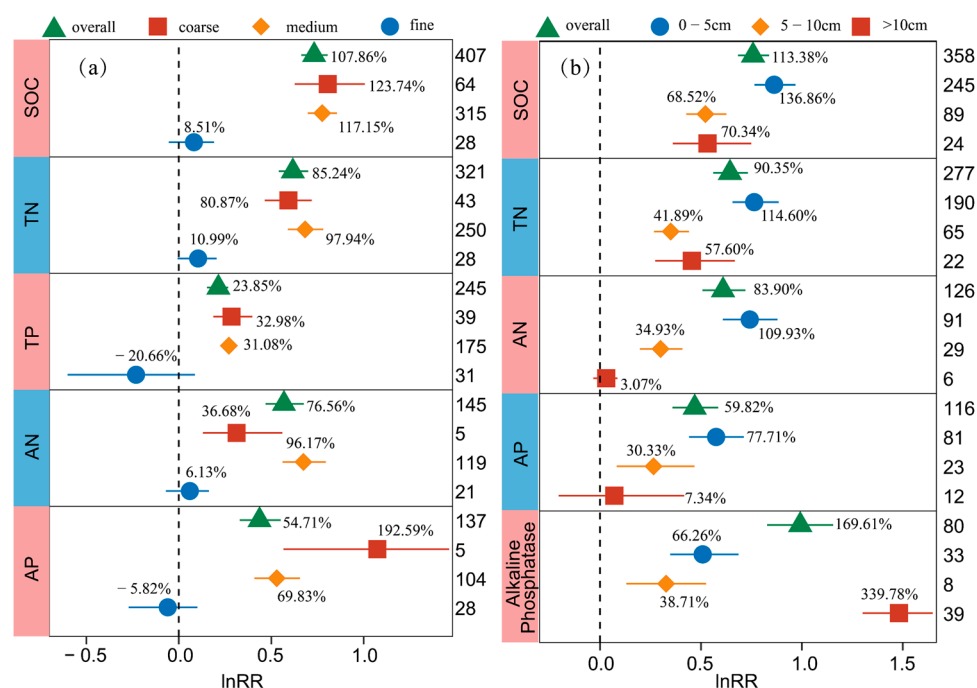 overall coarse medium fine
(a)
SOC
107.86% 407
123.74% 64
117.15% 315
8.51% 28
TN
85.24% 321
80.87% 43
97.94% 250
10.99% 28
TP
23.85% 245
32.98% 39
31.08% 175
−20.66% 31
AN
76.56% 145
36.68% 5
96.17% 119
6.13% 21
AP
54.71% 137
192.59% 5
69.83% 104
−5.82% 28
−0.5 0.0 0.5 1.0
lnRR
overall 0−5cm 5−10cm >10cm
(b)
SOC
113.38% 358
136.86% 245
68.52% 89
70.34% 24
TN
90.35% 277
114.60% 190
41.89% 65
57.60% 22
AN
83.90% 126
109.93% 91
34.93% 29
3.07% 6
AP
59.82% 116
77.71% 81
30.33% 23
7.34% 12
Alkaline
Phosphatase
169.61% 80
66.26% 33
38.71% 8
339.78% 39
0.0 0.5 1.0 1.5
lnRR